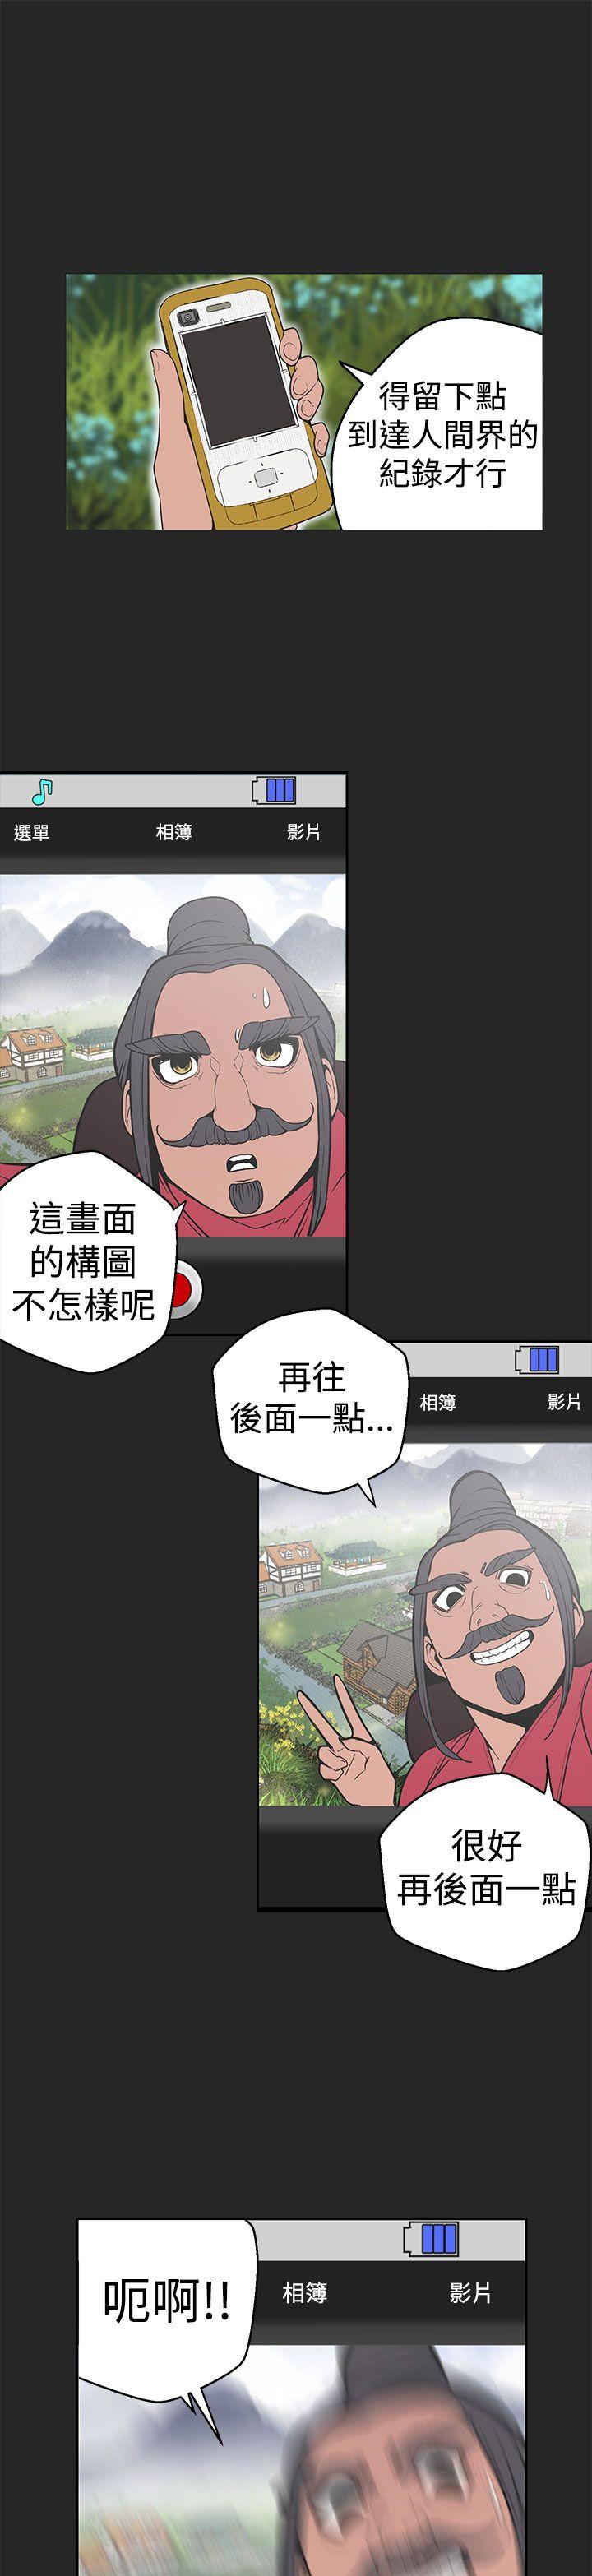 得留下點
到達人間界的
紀錄才行
選單 相簿 影片
這畫面
的構圖
不怎樣呢
再往
後面一點...
相簿 影片
很好
再後面一點
呃啊!!
相簿 影片